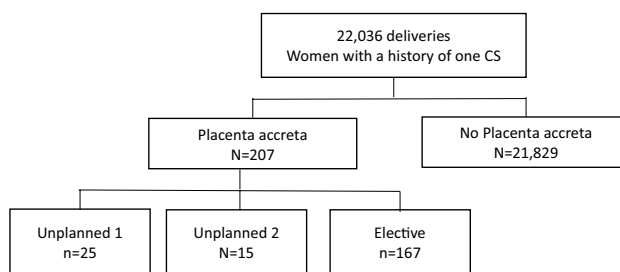 22,036 deliveries
Women with a history of one CS
Placenta accreta
N=207
No Placenta accreta
N=21,829
Unplanned 1
n=25
Unplanned 2
N=15
Elective
n=167